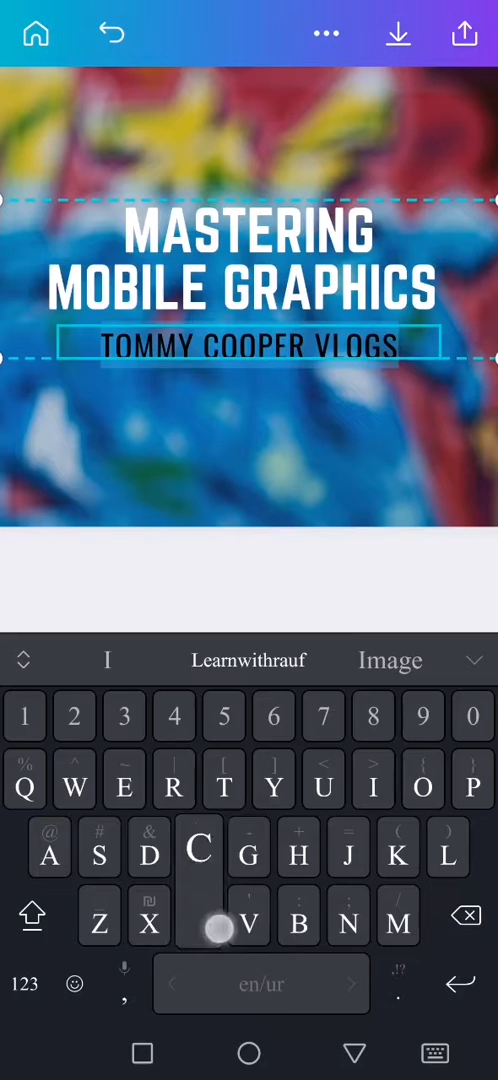 MASTERING
MOBILE GRAPHICS
TOMMY COOPER VLOGS
I Learnwithrauf Image
1 2 3 4 5 6 7 8 9 0
% ^ ~ | [ ] < > { }
Q W E R T Y U I O P
@ # & - + = ( )
A S D C G H J K L
_ ₪ ' : ; /
Z X V B N M
,!?
123 , en/ur .